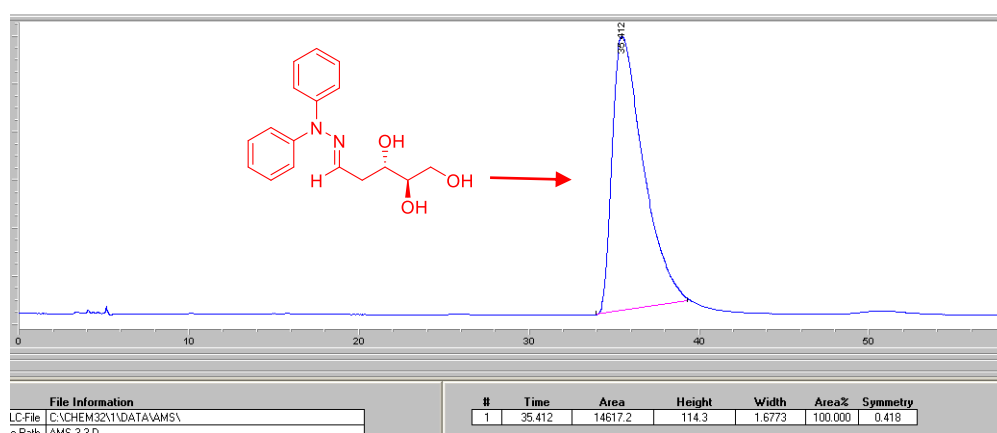 35.412
N
N
OH
H
OH
OH
0 10 20 30 40 50
File Information
LC-File C:\CHEM32\1\DATA\AMS\
# Time Area Height Width Area% Symmetry
1 35.412 14617.2 114.3 1.6773 100.000 0.418